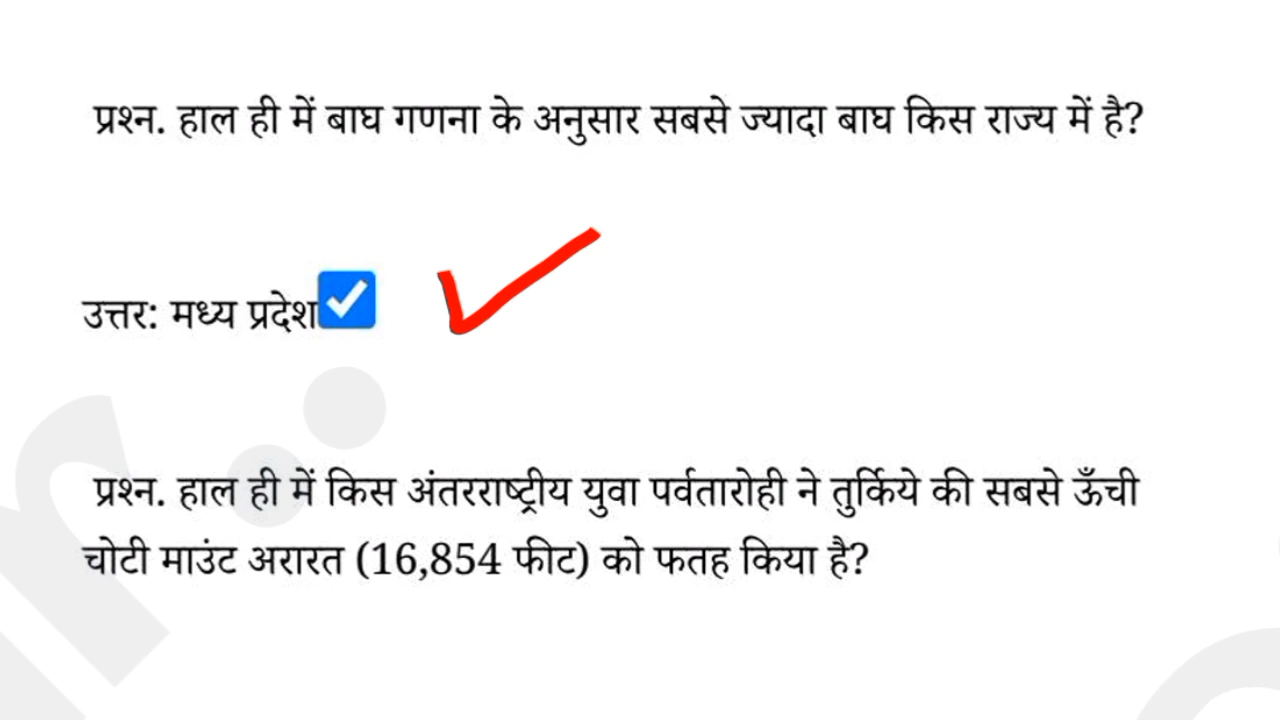 प्रश्न. हाल ही में बाघ गणना के अनुसार सबसे ज्यादा बाघ किस राज्य में है?
उत्तर: मध्य प्रदेश
प्रश्न. हाल ही में किस अंतरराष्ट्रीय युवा पर्वतारोही ने तुर्किये की सबसे ऊँची
चोटी माउंट अरारत (16,854 फीट) को फतह किया है?